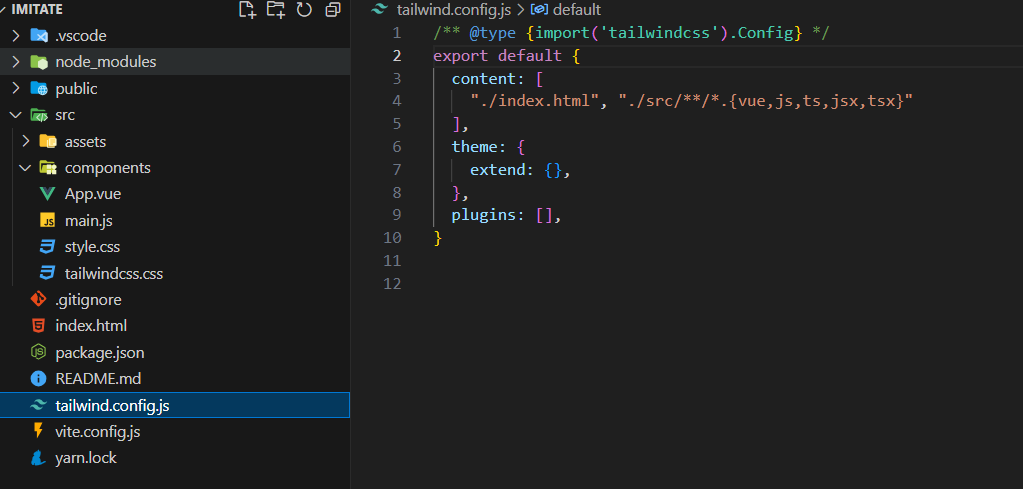 IMITATE
.vscode
node_modules
public
src
assets
components
App.vue
main.js
style.css
tailwindcss.css
.gitignore
index.html
package.json
README.md
tailwind.config.js
vite.config.js
yarn.lock
tailwind.config.js > default
1 /** @type {import('tailwindcss').Config} */
2 export default {
3   content: [
4     "./index.html", "./src/**/*.{vue,js,ts,jsx,tsx}"
5   ],
6   theme: {
7     extend: {},
8   },
9   plugins: [],
10 }
11
12